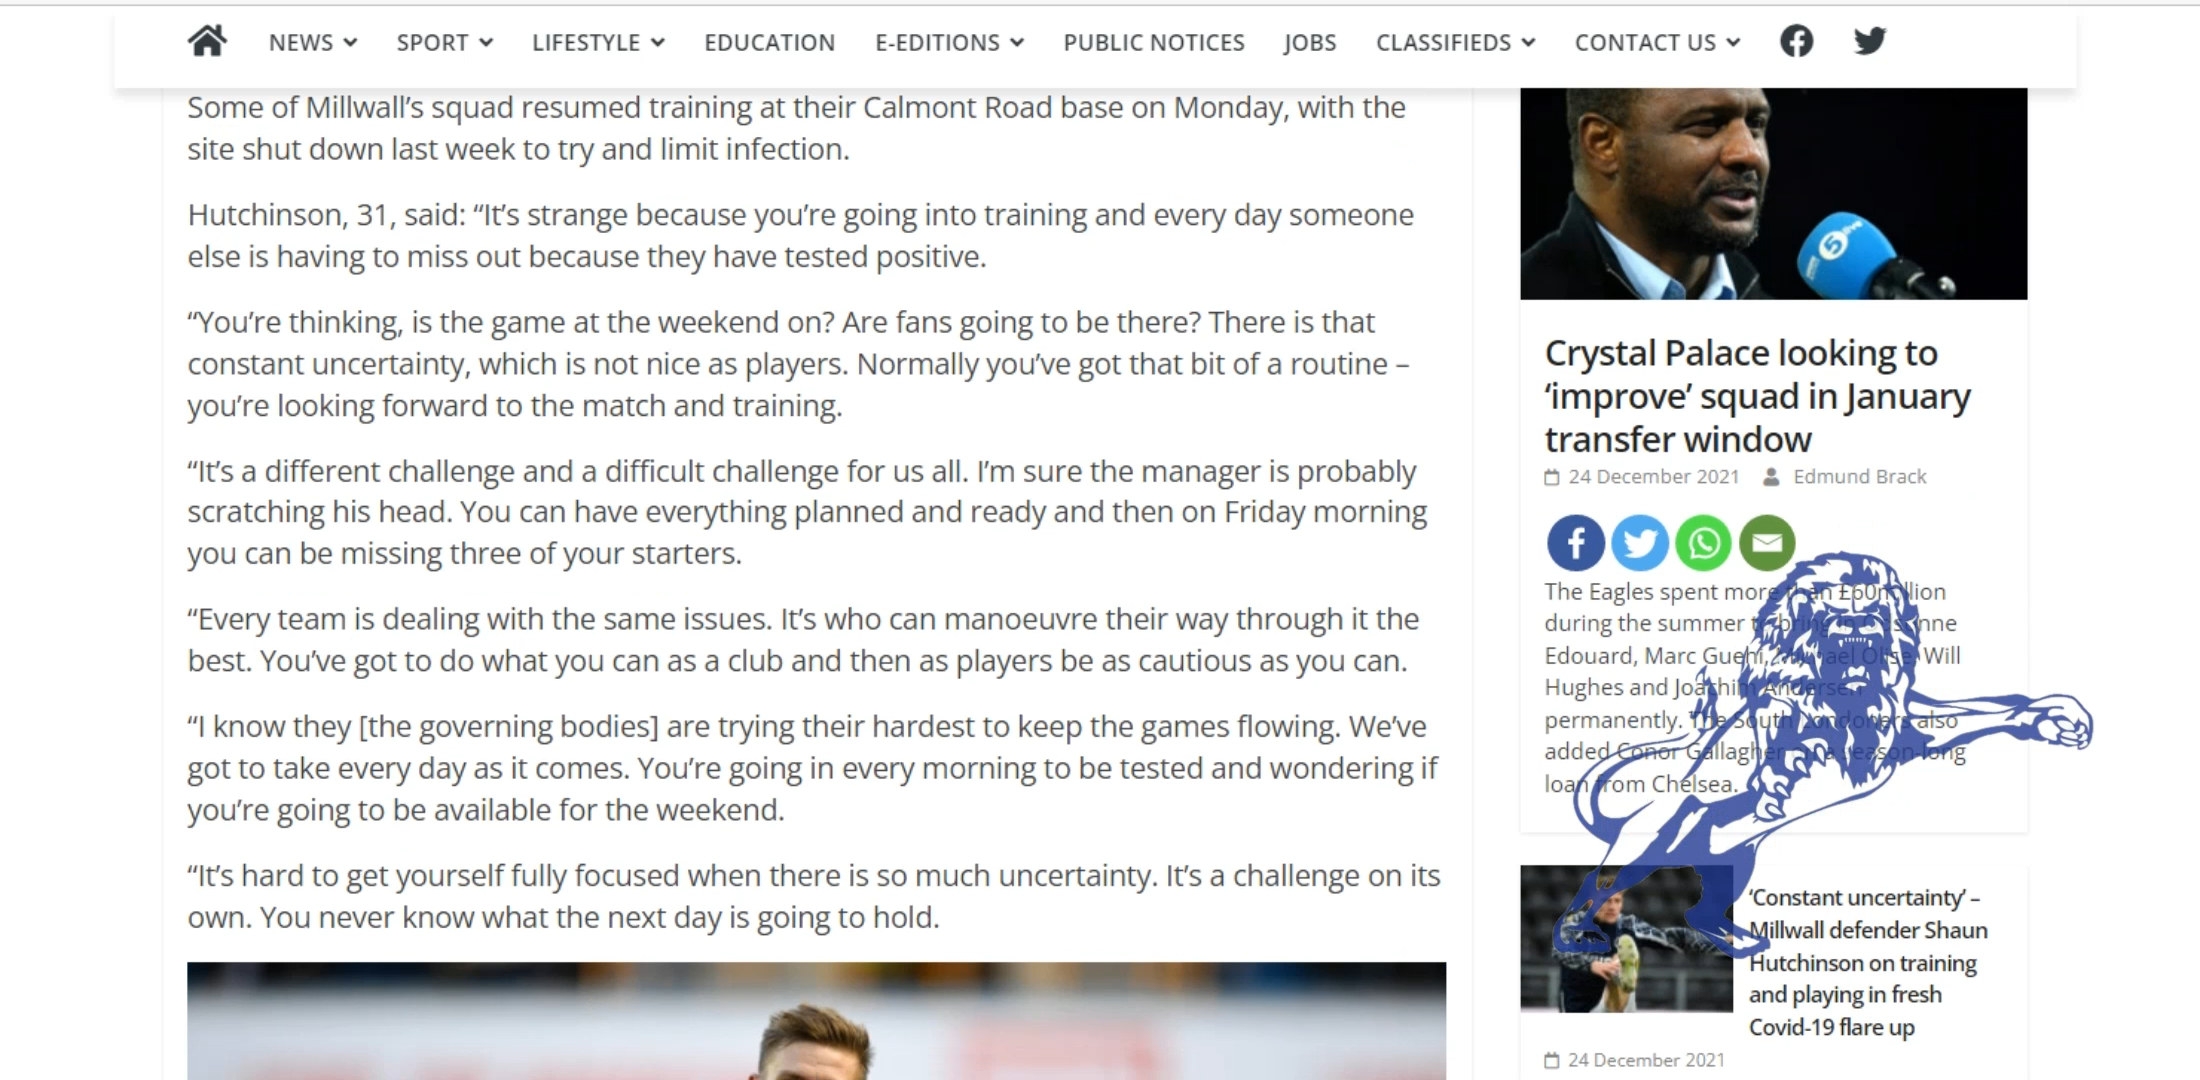 NEWS SPORT LIFESTYLE EDUCATION E-EDITIONS PUBLIC NOTICES JOBS CLASSIFIEDS CONTACT US
Some of Millwall’s squad resumed training at their Calmont Road base on Monday, with the
site shut down last week to try and limit infection.
Hutchinson, 31, said: “It’s strange because you’re going into training and every day someone
else is having to miss out because they have tested positive.
“You’re thinking, is the game at the weekend on? Are fans going to be there? There is that
constant uncertainty, which is not nice as players. Normally you’ve got that bit of a routine –
you’re looking forward to the match and training.
“It’s a different challenge and a difficult challenge for us all. I’m sure the manager is probably
scratching his head. You can have everything planned and ready and then on Friday morning
you can be missing three of your starters.
“Every team is dealing with the same issues. It’s who can manoeuvre their way through it the
best. You’ve got to do what you can as a club and then as players be as cautious as you can.
“I know they [the governing bodies] are trying their hardest to keep the games flowing. We’ve
got to take every day as it comes. You’re going in every morning to be tested and wondering if
you’re going to be available for the weekend.
“It’s hard to get yourself fully focused when there is so much uncertainty. It’s a challenge on its
own. You never know what the next day is going to hold.
5
Crystal Palace looking to
‘improve’ squad in January
transfer window
24 December 2021 Edmund Brack
The Eagles spent more than £60million
during the summer to bring in
Edouard, Marc Guehi, Michael Olise, Will
Hughes and Joachim Andersen
permanently. The South Londoners also
added Conor Gallagher on a season-long
loan from Chelsea.
‘Constant uncertainty’ –
Millwall defender Shaun
Hutchinson on training
and playing in fresh
Covid-19 flare up
24 December 2021